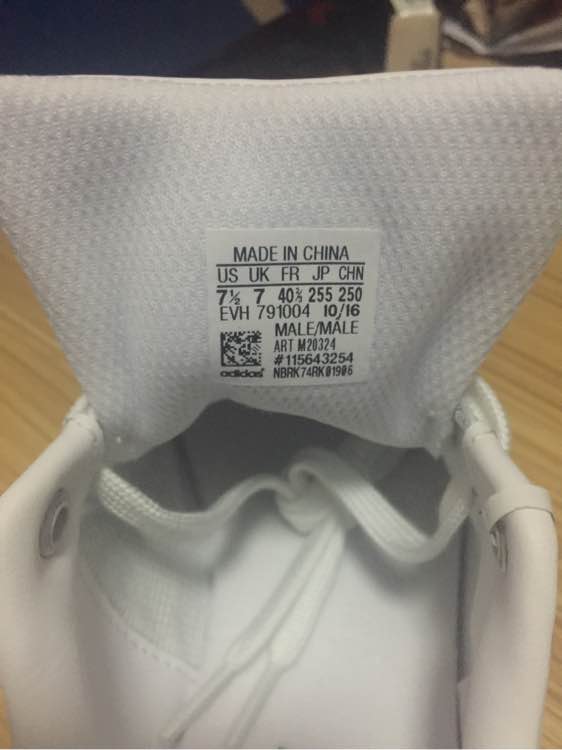 MADE IN CHINA
US UK FR JP CHN
7½ 7 40⅔ 255 250
EVH 791004 10/16
MALE/MALE
ART M20324
#115643254
adidas NBRK74RK01906